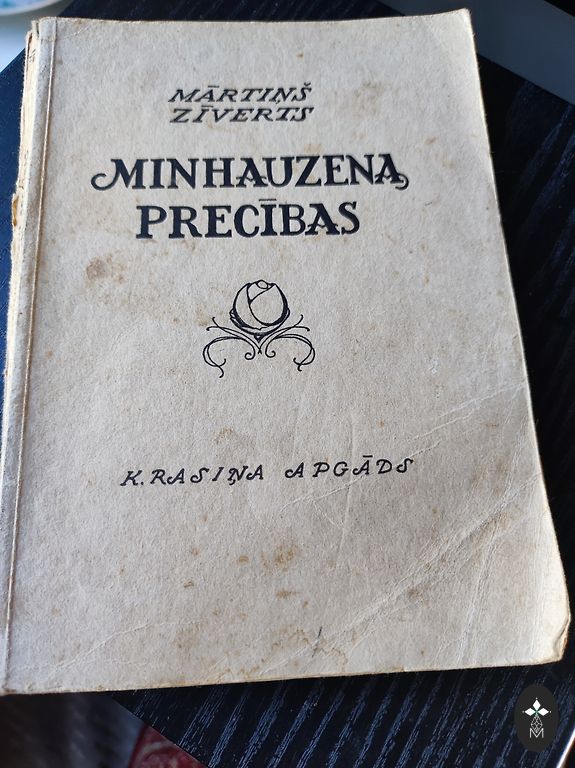 MĀRTIŅŠ
ZĪVERTS
MINHAUZENA
PRECĪBAS
K. RASIŅA APGĀDS
M